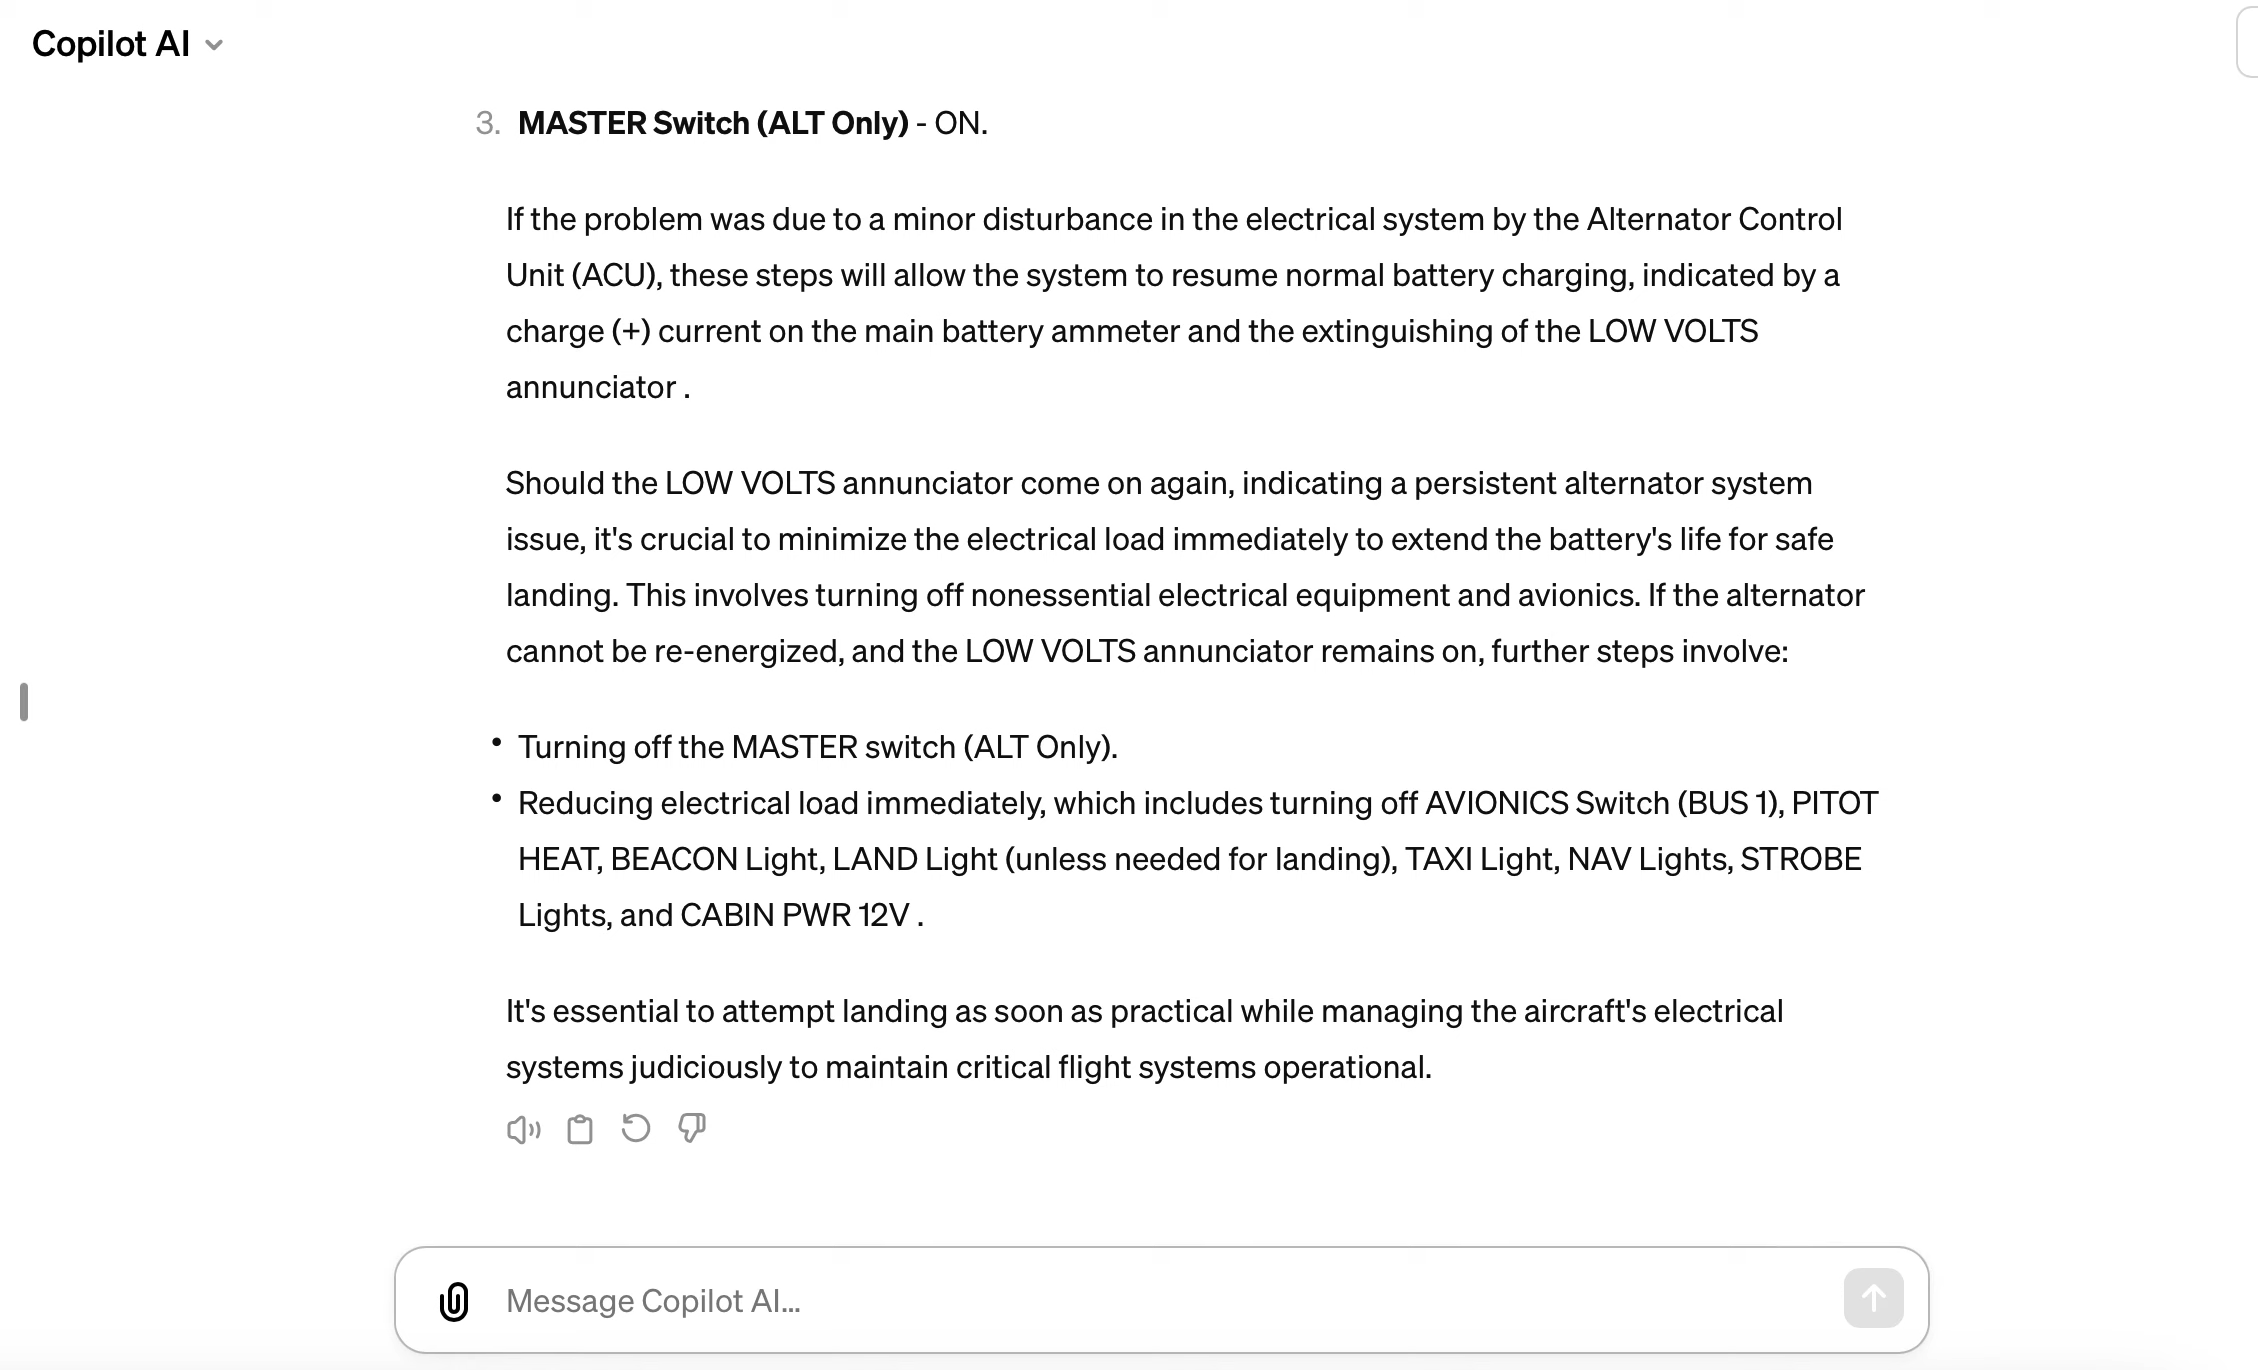 Copilot AI
3. MASTER Switch (ALT Only) - ON.
If the problem was due to a minor disturbance in the electrical system by the Alternator Control
Unit (ACU), these steps will allow the system to resume normal battery charging, indicated by a
charge (+) current on the main battery ammeter and the extinguishing of the LOW VOLTS
annunciator .
Should the LOW VOLTS annunciator come on again, indicating a persistent alternator system
issue, it's crucial to minimize the electrical load immediately to extend the battery's life for safe
landing. This involves turning off nonessential electrical equipment and avionics. If the alternator
cannot be re-energized, and the LOW VOLTS annunciator remains on, further steps involve:
• Turning off the MASTER switch (ALT Only).
• Reducing electrical load immediately, which includes turning off AVIONICS Switch (BUS 1), PITOT
HEAT, BEACON Light, LAND Light (unless needed for landing), TAXI Light, NAV Lights, STROBE
Lights, and CABIN PWR 12V .
It's essential to attempt landing as soon as practical while managing the aircraft's electrical
systems judiciously to maintain critical flight systems operational.
Message Copilot AI...